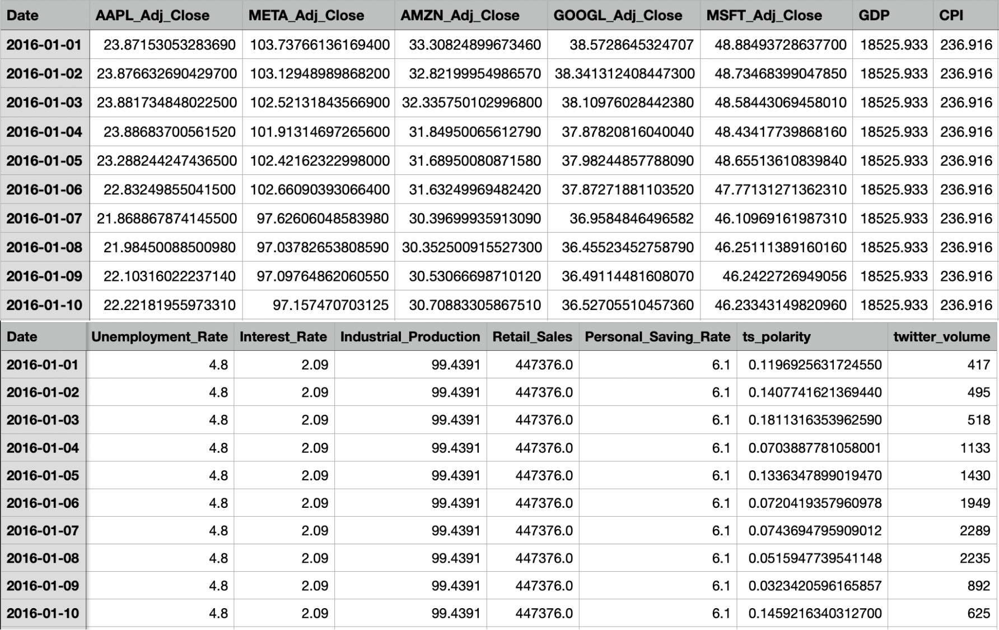 Date AAPL_Adj_Close META_Adj_Close AMZN_Adj_Close GOOGL_Adj_Close MSFT_Adj_Close GDP CPI
2016-01-01 23.87153053283690 103.73766136169400 33.30824899673460 38.5728645324707 48.88493728637700 18525.933 236.916
2016-01-02 23.876632690429700 103.12948989868200 32.82199954986570 38.341312408447300 48.73468399047850 18525.933 236.916
2016-01-03 23.881734848022500 102.52131843566900 32.335750102996800 38.10976028442380 48.58443069458010 18525.933 236.916
2016-01-04 23.88683700561520 101.91314697265600 31.84950065612790 37.87820816040040 48.43417739868160 18525.933 236.916
2016-01-05 23.288244247436500 102.42162322998000 31.68950080871580 37.98244857788090 48.65513610839840 18525.933 236.916
2016-01-06 22.83249855041500 102.66090393066400 31.63249969482420 37.87271881103520 47.77131271362310 18525.933 236.916
2016-01-07 21.868867874145500 97.62606048583980 30.39699935913090 36.9584846496582 46.10969161987310 18525.933 236.916
2016-01-08 21.98450088500980 97.03782653808590 30.352500915527300 36.45523452758790 46.25111389160160 18525.933 236.916
2016-01-09 22.10316022237140 97.09764862060550 30.53066698710120 36.49114481608070 46.2422726949056 18525.933 236.916
2016-01-10 22.22181955973310 97.157470703125 30.70883305867510 36.52705510457360 46.23343149820960 18525.933 236.916
Date Unemployment_Rate Interest_Rate Industrial_Production Retail_Sales Personal_Saving_Rate ts_polarity twitter_volume
2016-01-01 4.8 2.09 99.4391 447376.0 6.1 0.1196925631724550 417
2016-01-02 4.8 2.09 99.4391 447376.0 6.1 0.1407741621369440 495
2016-01-03 4.8 2.09 99.4391 447376.0 6.1 0.1811316353962590 518
2016-01-04 4.8 2.09 99.4391 447376.0 6.1 0.0703887781058001 1133
2016-01-05 4.8 2.09 99.4391 447376.0 6.1 0.1336347899019470 1430
2016-01-06 4.8 2.09 99.4391 447376.0 6.1 0.0720419357960978 1949
2016-01-07 4.8 2.09 99.4391 447376.0 6.1 0.0743694795909012 2289
2016-01-08 4.8 2.09 99.4391 447376.0 6.1 0.0515947739541148 2235
2016-01-09 4.8 2.09 99.4391 447376.0 6.1 0.0323420596165857 892
2016-01-10 4.8 2.09 99.4391 447376.0 6.1 0.1459216340312700 625